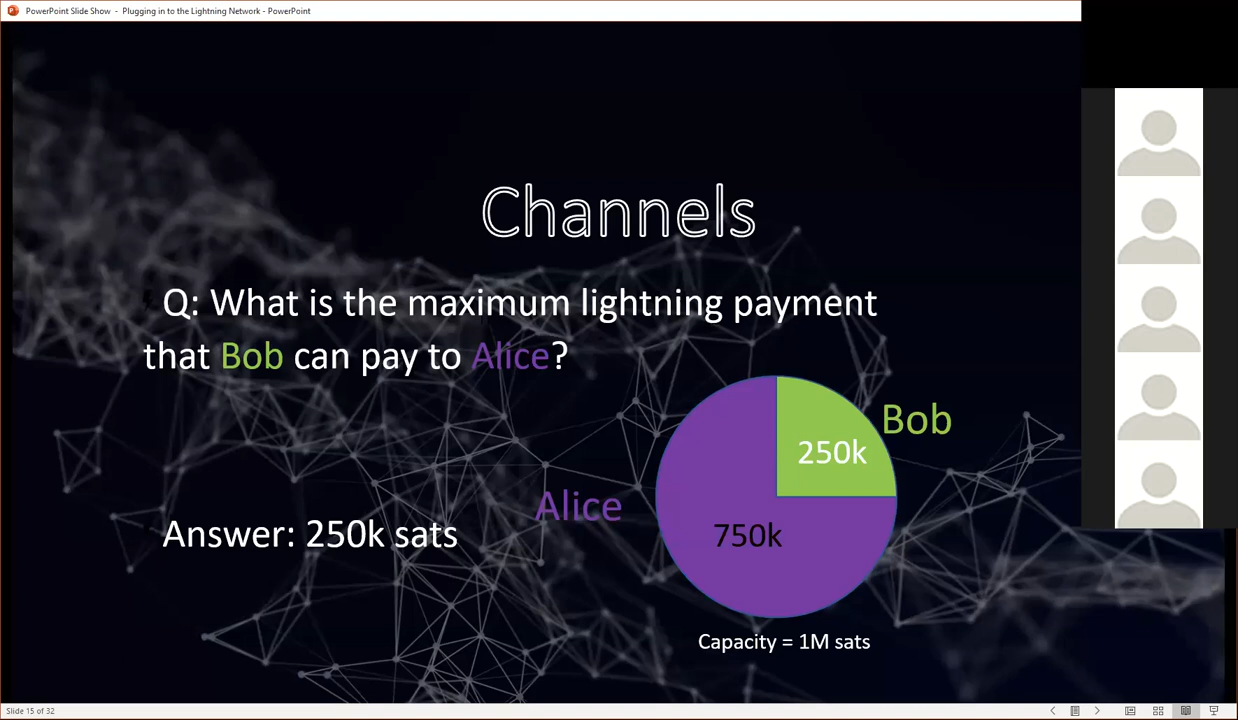 PowerPoint Slide Show - Plugging in to the Lightning Network - PowerPoint
Channels
Q: What is the maximum lightning payment
that Bob can pay to Alice?
Bob
250k
Alice
750k
Answer: 250k sats
Capacity = 1M sats
Slide 15 of 32